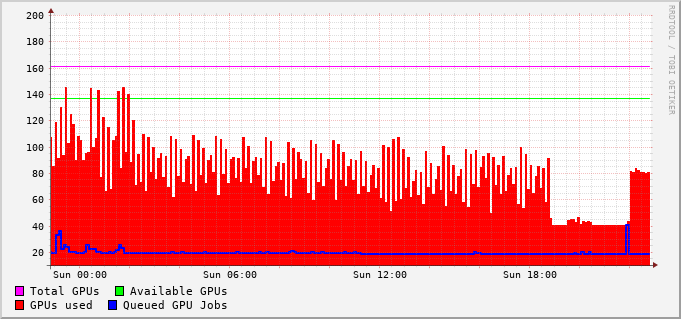 200
180
160
140
120
100
80
60
40
20
Sun 00:00 Sun 06:00 Sun 12:00 Sun 18:00
Total GPUs Available GPUs
GPUs used Queued GPU Jobs
RRDTOOL / TOBI OETIKER